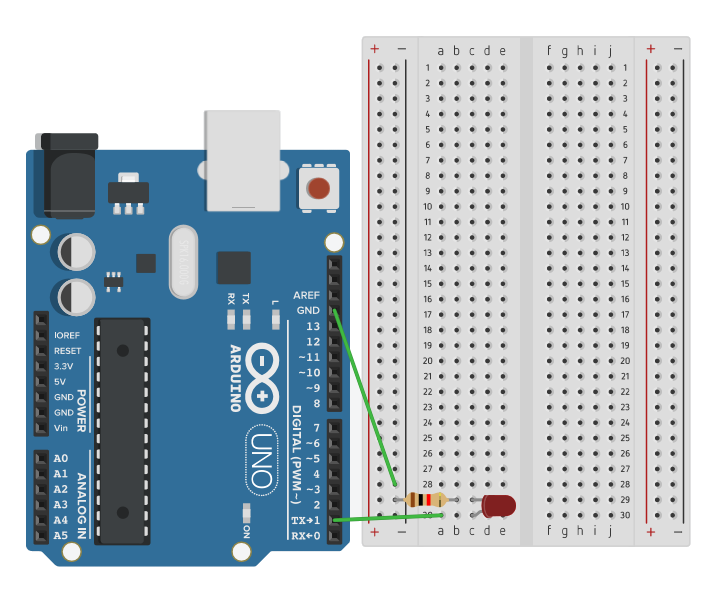 AREF
GND
13
12
~11
~10
~9
8
7
~6
~5
4
~3
2
TX→1
RX←0
IOREF
RESET
3.3V
5V
GND
GND
Vin
A0
A1
A2
A3
A4
A5
POWER
ANALOG IN
RX
TX
L
ARDUINO
UNO
DIGITAL (PWM~)
ON
+ − a b c d e f g h i j + −
1 1
2 2
3 3
4 4
5 5
6 6
7 7
8 8
9 9
10 10
11 11
12 12
13 13
14 14
15 15
16 16
17 17
18 18
19 19
20 20
21 21
22 22
23 23
24 24
25 25
26 26
27 27
28 28
29 29
30 30
+ − a b c d e f g h i j + −